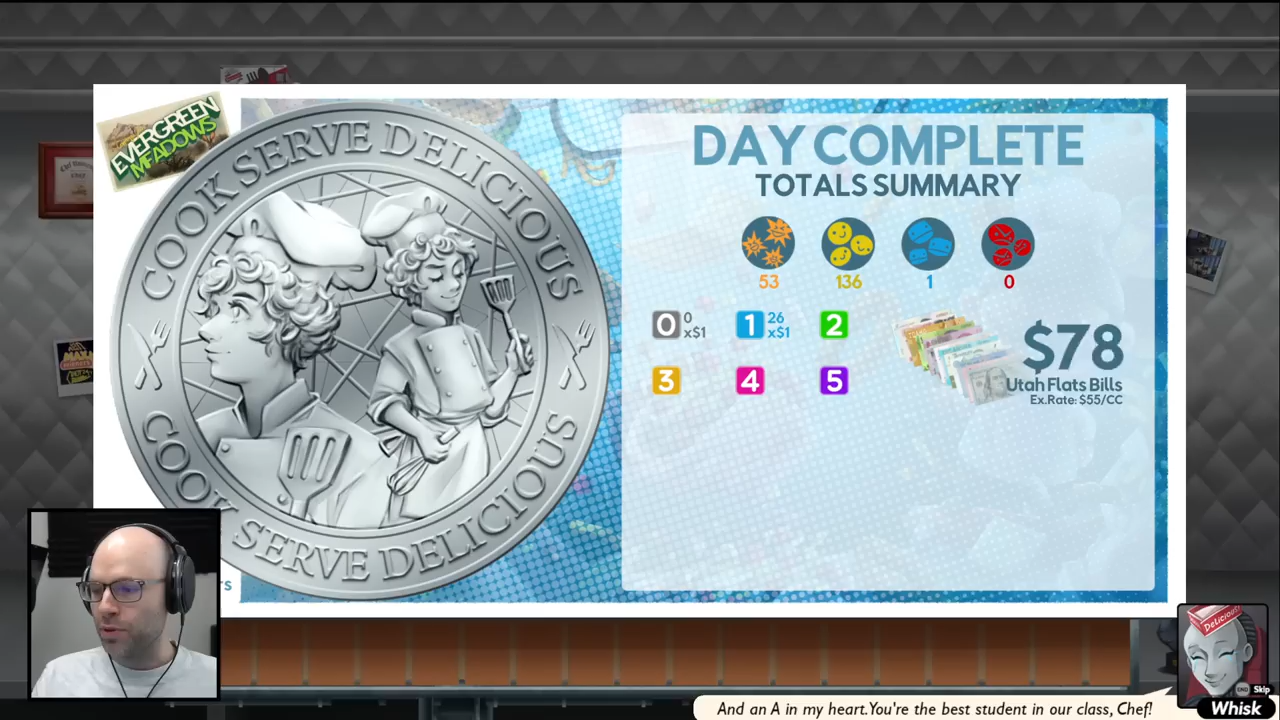 EVERGREEN
MEADOWS
COOK SERVE DELICIOUS
COOK SERVE DELICIOUS
DAY COMPLETE
TOTALS SUMMARY
53
136
1
0
0 0 x$1
1 26 x$1
2
3
4
5
$78
Utah Flats Bills
Ex.Rate: $55/CC
Delicious!
END Skip
Whisk
And an A in my heart.You're the best student in our class, Chef!